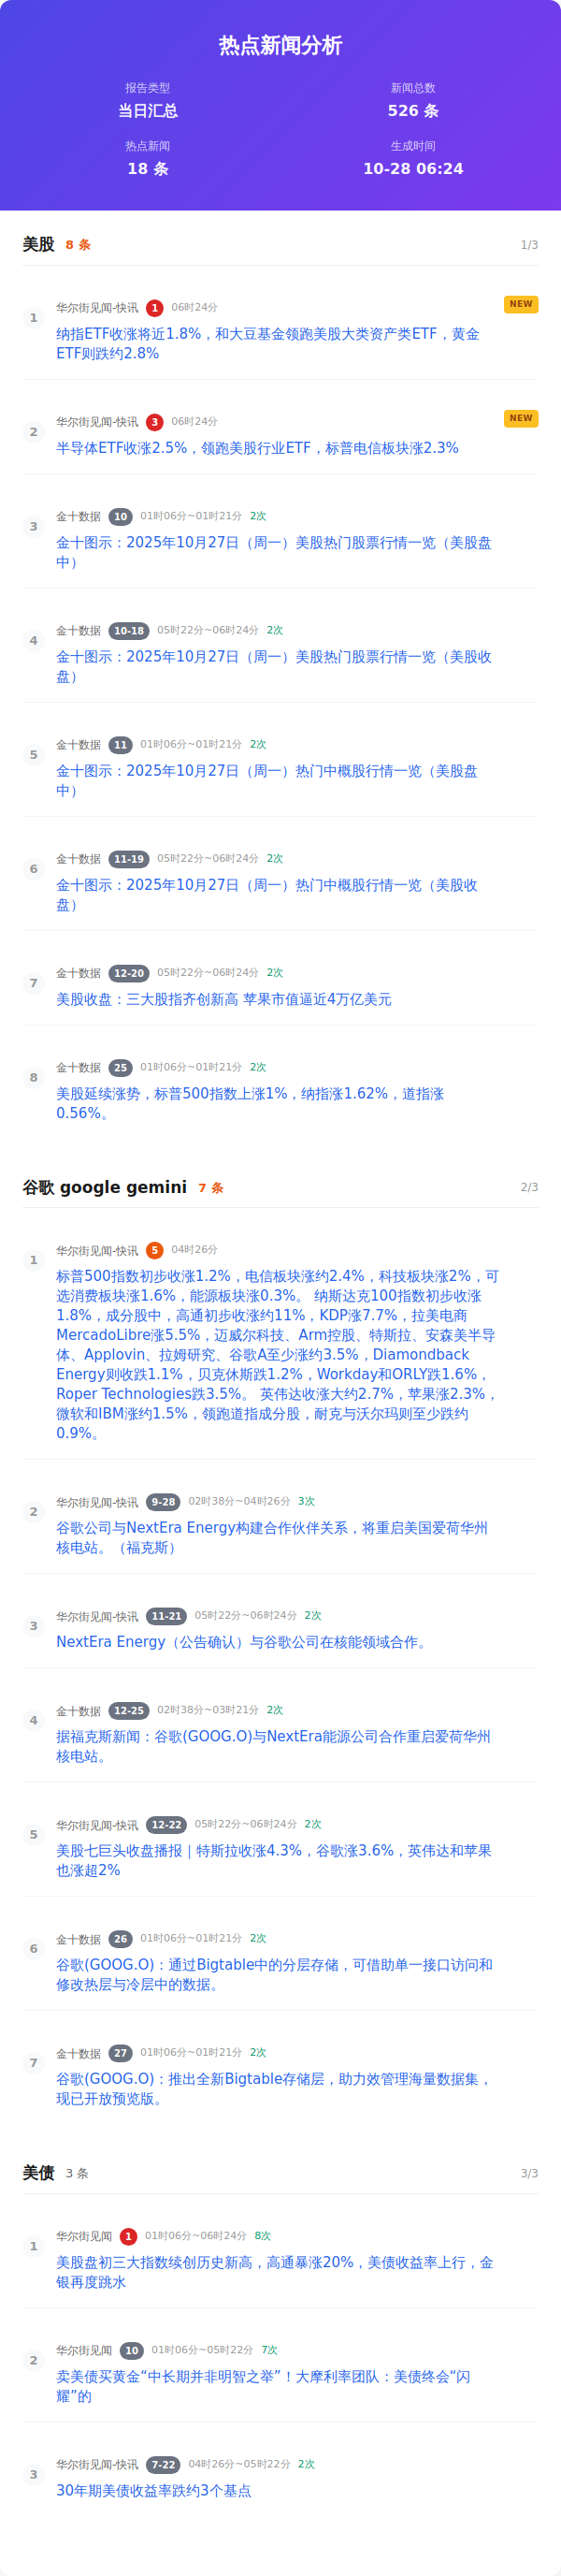 热点新闻分析
报告类型
当日汇总
新闻总数
526 条
热点新闻
18 条
生成时间
10-28 06:24
美股 8 条 1/3
1 华尔街见闻-快讯 1 06时24分 NEW
纳指ETF收涨将近1.8%，和大豆基金领跑美股大类资产类ETF，黄金
ETF则跌约2.8%
2 华尔街见闻-快讯 3 06时24分 NEW
半导体ETF收涨2.5%，领跑美股行业ETF，标普电信板块涨2.3%
3 金十数据 10 01时06分~01时21分 2次
金十图示：2025年10月27日（周一）美股热门股票行情一览（美股盘
中）
4 金十数据 10-18 05时22分~06时24分 2次
金十图示：2025年10月27日（周一）美股热门股票行情一览（美股收
盘）
5 金十数据 11 01时06分~01时21分 2次
金十图示：2025年10月27日（周一）热门中概股行情一览（美股盘
中）
6 金十数据 11-19 05时22分~06时24分 2次
金十图示：2025年10月27日（周一）热门中概股行情一览（美股收
盘）
7 金十数据 12-20 05时22分~06时24分 2次
美股收盘：三大股指齐创新高 苹果市值逼近4万亿美元
8 金十数据 25 01时06分~01时21分 2次
美股延续涨势，标普500指数上涨1%，纳指涨1.62%，道指涨
0.56%。
谷歌 google gemini 7 条 2/3
1 华尔街见闻-快讯 5 04时26分
标普500指数初步收涨1.2%，电信板块涨约2.4%，科技板块涨2%，可
选消费板块涨1.6%，能源板块涨0.3%。 纳斯达克100指数初步收涨
1.8%，成分股中，高通初步收涨约11%，KDP涨7.7%，拉美电商
MercadoLibre涨5.5%，迈威尔科技、Arm控股、特斯拉、安森美半导
体、Applovin、拉姆研究、谷歌A至少涨约3.5%，Diamondback
Energy则收跌1.1%，贝克休斯跌1.2%，Workday和ORLY跌1.6%，
Roper Technologies跌3.5%。 英伟达收涨大约2.7%，苹果涨2.3%，
微软和IBM涨约1.5%，领跑道指成分股，耐克与沃尔玛则至少跌约
0.9%。
2 华尔街见闻-快讯 9-28 02时38分~04时26分 3次
谷歌公司与NextEra Energy构建合作伙伴关系，将重启美国爱荷华州
核电站。（福克斯）
3 华尔街见闻-快讯 11-21 05时22分~06时24分 2次
NextEra Energy（公告确认）与谷歌公司在核能领域合作。
4 金十数据 12-25 02时38分~03时21分 2次
据福克斯新闻：谷歌(GOOG.O)与NextEra能源公司合作重启爱荷华州
核电站。
5 华尔街见闻-快讯 12-22 05时22分~06时24分 2次
美股七巨头收盘播报｜特斯拉收涨4.3%，谷歌涨3.6%，英伟达和苹果
也涨超2%
6 金十数据 26 01时06分~01时21分 2次
谷歌(GOOG.O)：通过Bigtable中的分层存储，可借助单一接口访问和
修改热层与冷层中的数据。
7 金十数据 27 01时06分~01时21分 2次
谷歌(GOOG.O)：推出全新Bigtable存储层，助力效管理海量数据集，
现已开放预览版。
美债 3 条 3/3
1 华尔街见闻 1 01时06分~06时24分 8次
美股盘初三大指数续创历史新高，高通暴涨20%，美债收益率上行，金
银再度跳水
2 华尔街见闻 10 01时06分~05时22分 7次
卖美债买黄金“中长期并非明智之举”！大摩利率团队：美债终会“闪
耀”的
3 华尔街见闻-快讯 7-22 04时26分~05时22分 2次
30年期美债收益率跌约3个基点